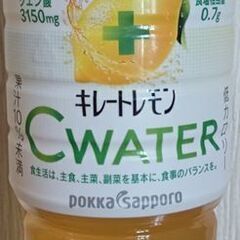 クエン酸
3150mg
食塩相当量
0.7g
果汁10%未満
低カロリー
キレートレモン
C WATER
食生活は、主食、主菜、副菜を基本に、食事のバランスを。
pokka sapporo